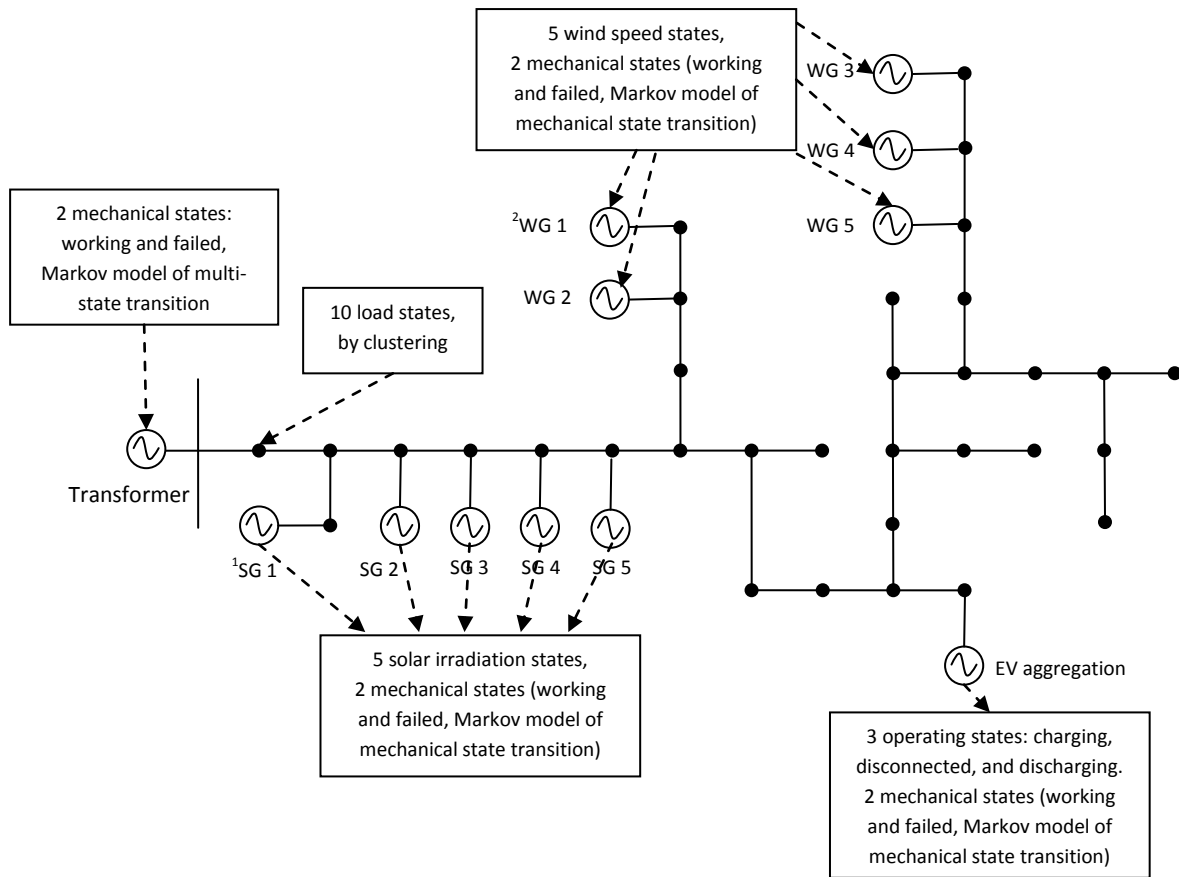 5 wind speed states,
2 mechanical states (working
and failed, Markov model of
mechanical state transition)
WG 3
WG 4
WG 5
2 mechanical states:
working and failed,
Markov model of multi-
state transition
²WG 1
WG 2
10 load states,
by clustering
Transformer
¹SG 1
SG 2
SG 3
SG 4
SG 5
5 solar irradiation states,
2 mechanical states (working
and failed, Markov model of
mechanical state transition)
EV aggregation
3 operating states: charging,
disconnected, and discharging.
2 mechanical states (working
and failed, Markov model of
mechanical state transition)